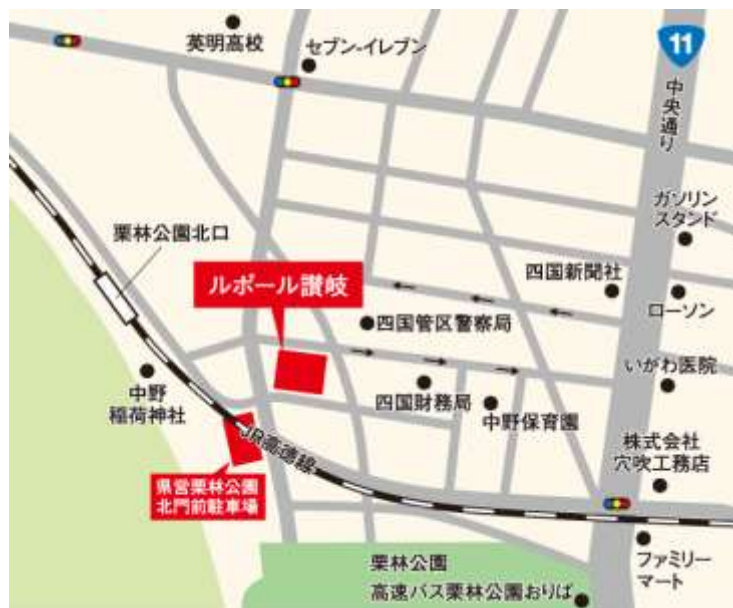 英明高校
セブン-イレブン
11
中央通り
ガソリン
スタンド
栗林公園北口
ルポール讃岐
四国新聞社
ローソン
四国管区警察局
いがわ医院
中野
稲荷神社
四国財務局
中野保育園
JR高徳線
株式会社
穴吹工務店
県営栗林公園
北門前駐車場
ファミリー
マート
栗林公園
高速バス栗林公園おりば